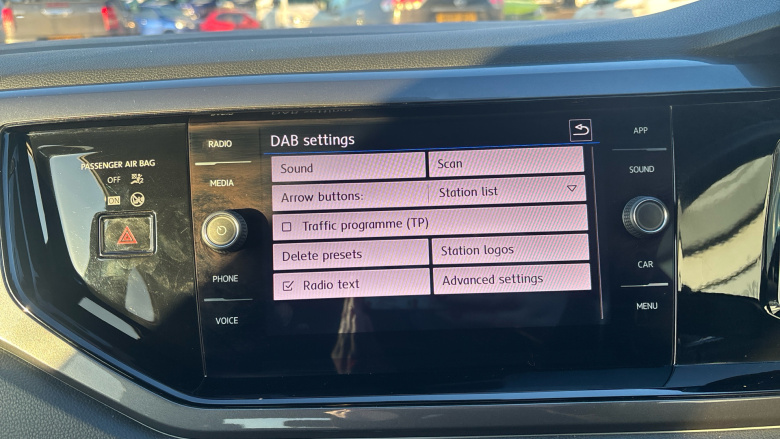 DAB settings
Sound
Scan
Arrow buttons:
Station list
Traffic programme (TP)
Delete presets
Station logos
Radio text
Advanced settings
RADIO
MEDIA
PHONE
VOICE
APP
SOUND
CAR
MENU
PASSENGER AIR BAG
OFF
ON